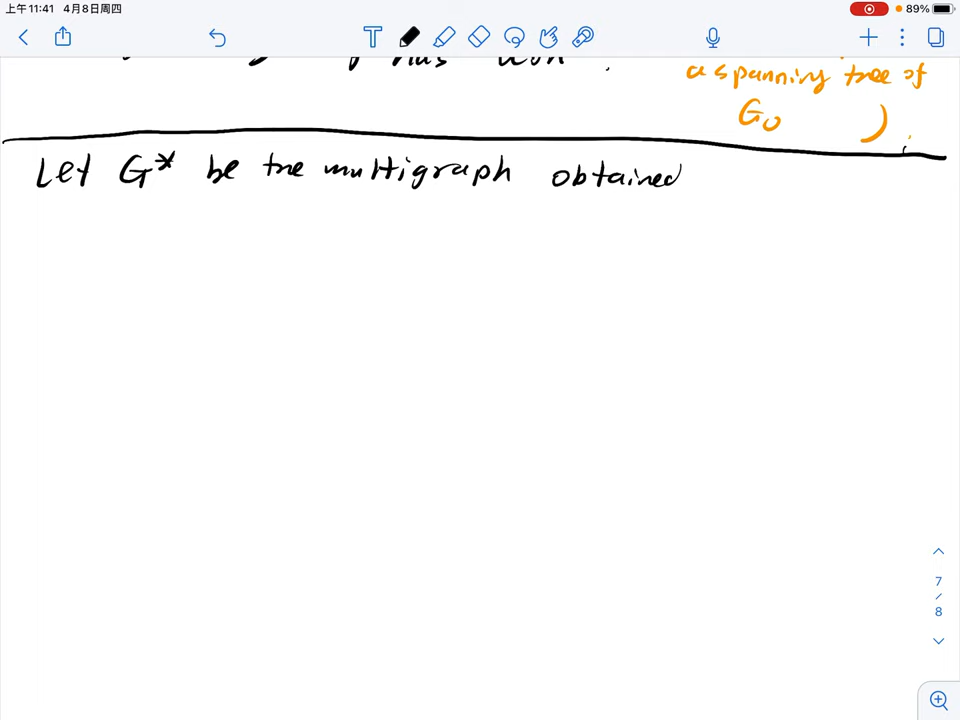 上午11:41 4月8日周四
89%
a spanning tree of
G₀ ).
Let G* be the multigraph obtained
7
/
8